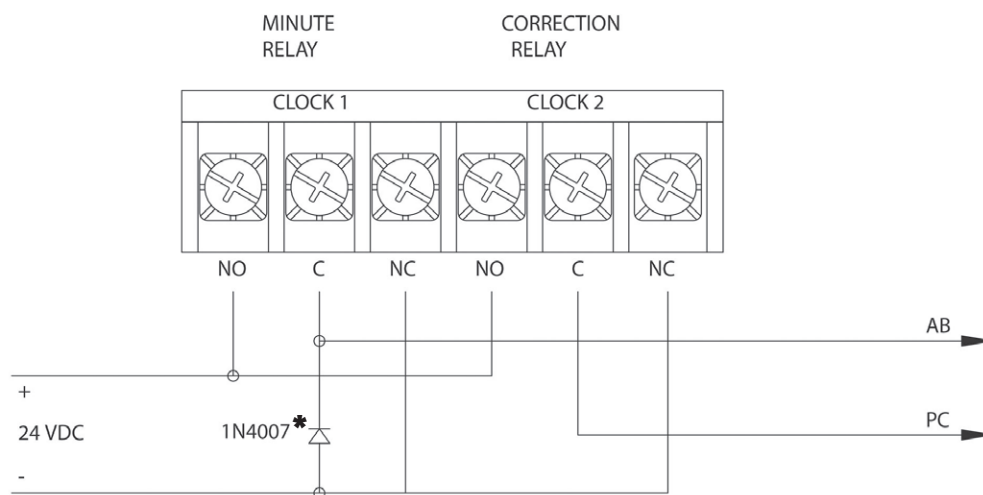 MINUTE
RELAY
CORRECTION
RELAY
CLOCK 1
CLOCK 2
NO
C
NC
NO
C
NC
AB
+
24 VDC
1N4007*
PC
-